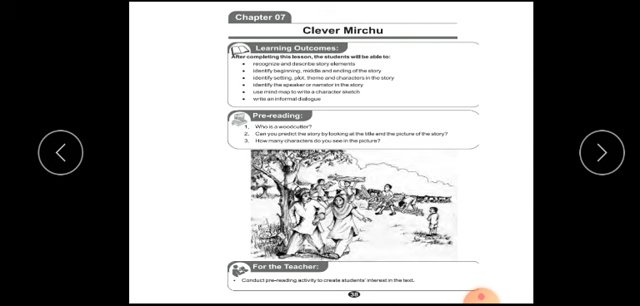 Chapter 07
Clever Mirchu
Learning Outcomes:
After completing this lesson, the students will be able to:
• recognize and describe story elements
• identify beginning, middle and ending of the story
• identify setting, plot, theme and characters in the story
• identify the speaker or narrator in the story
• use mind map to write a character sketch
• write an informal dialogue
Pre-reading:
1. Who is a woodcutter?
2. Can you predict the story by looking at the title and the picture of the story?
3. How many characters do you see in the picture?
For the Teacher:
• Conduct pre-reading activity to create students' interest in the text.
38